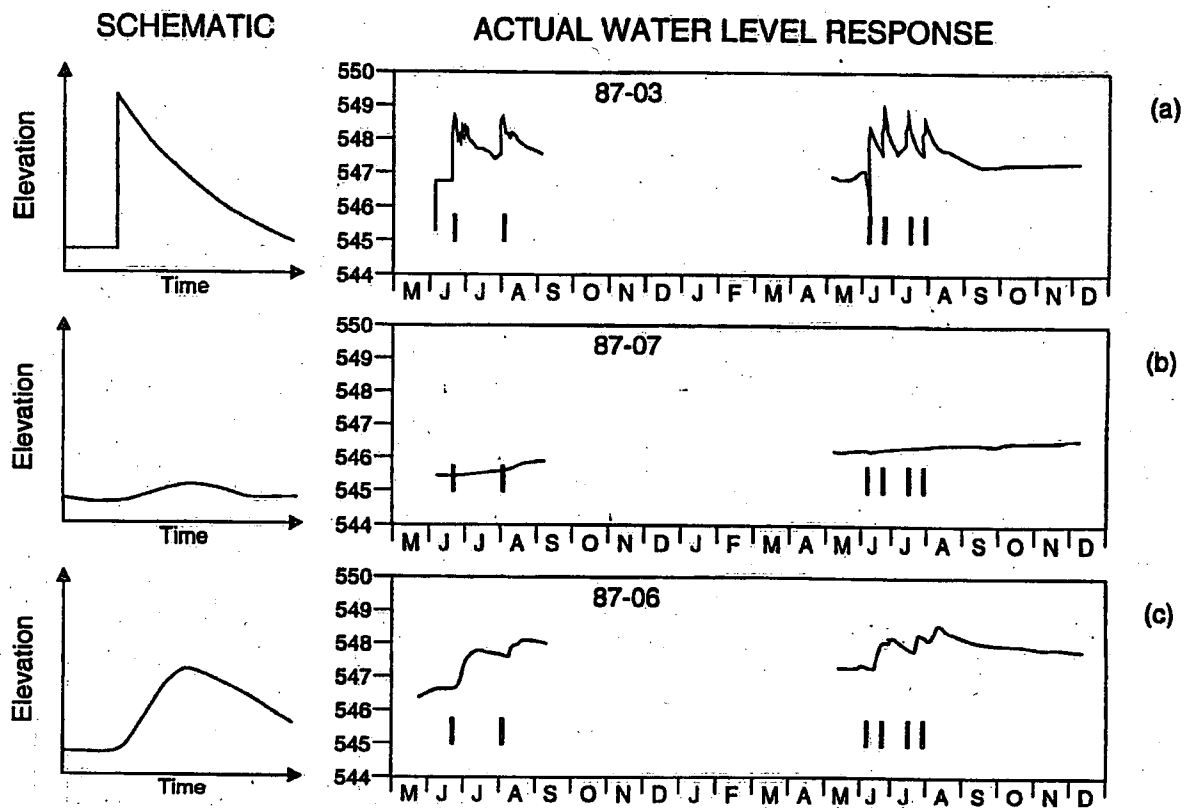 SCHEMATIC
ACTUAL WATER LEVEL RESPONSE
Elevation
Time
550
549
548
547
546
545
544
87-03
(a)
M J J A S O N D J F M A M J J A S O N D
Elevation
Time
550
549
548
547
546
545
544
87-07
(b)
M J J A S O N D J F M A M J J A S O N D
Elevation
Time
550
549
548
547
546
545
544
87-06
(c)
M J J A S O N D J F M A M J J A S O N D